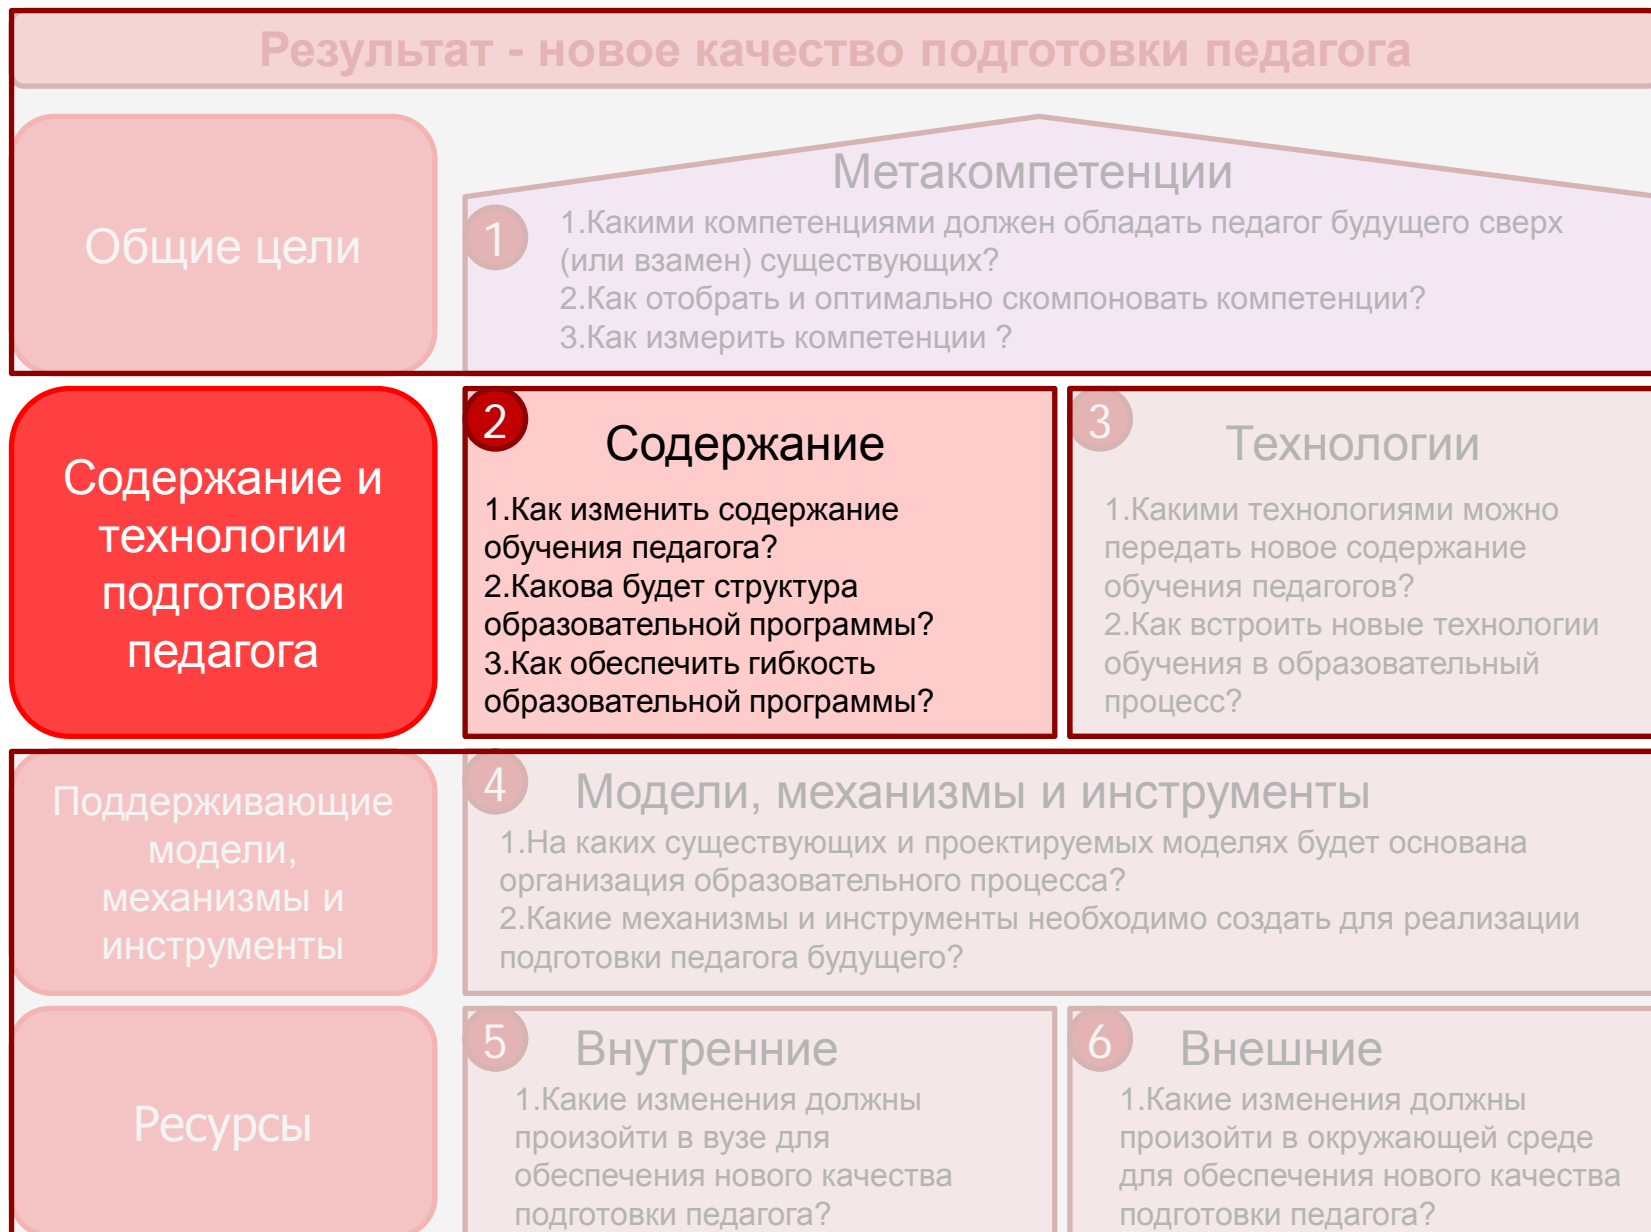 Результат - новое качество подготовки педагога
Общие цели
Метакомпетенции
1
1.Какими компетенциями должен обладать педагог будущего сверх
(или взамен) существующих?
2.Как отобрать и оптимально скомпоновать компетенции?
3.Как измерить компетенции ?
Содержание и
технологии
подготовки
педагога
2
Содержание
1.Как изменить содержание
обучения педагога?
2.Какова будет структура
образовательной программы?
3.Как обеспечить гибкость
образовательной программы?
3
Технологии
1.Какими технологиями можно
передать новое содержание
обучения педагогов?
2.Как встроить новые технологии
обучения в образовательный
процесс?
Поддерживающие
модели,
механизмы и
инструменты
4
Модели, механизмы и инструменты
1.На каких существующих и проектируемых моделях будет основана
организация образовательного процесса?
2.Какие механизмы и инструменты необходимо создать для реализации
подготовки педагога будущего?
Ресурсы
5
Внутренние
1.Какие изменения должны
произойти в вузе для
обеспечения нового качества
подготовки педагога?
6
Внешние
1.Какие изменения должны
произойти в окружающей среде
для обеспечения нового качества
подготовки педагога?